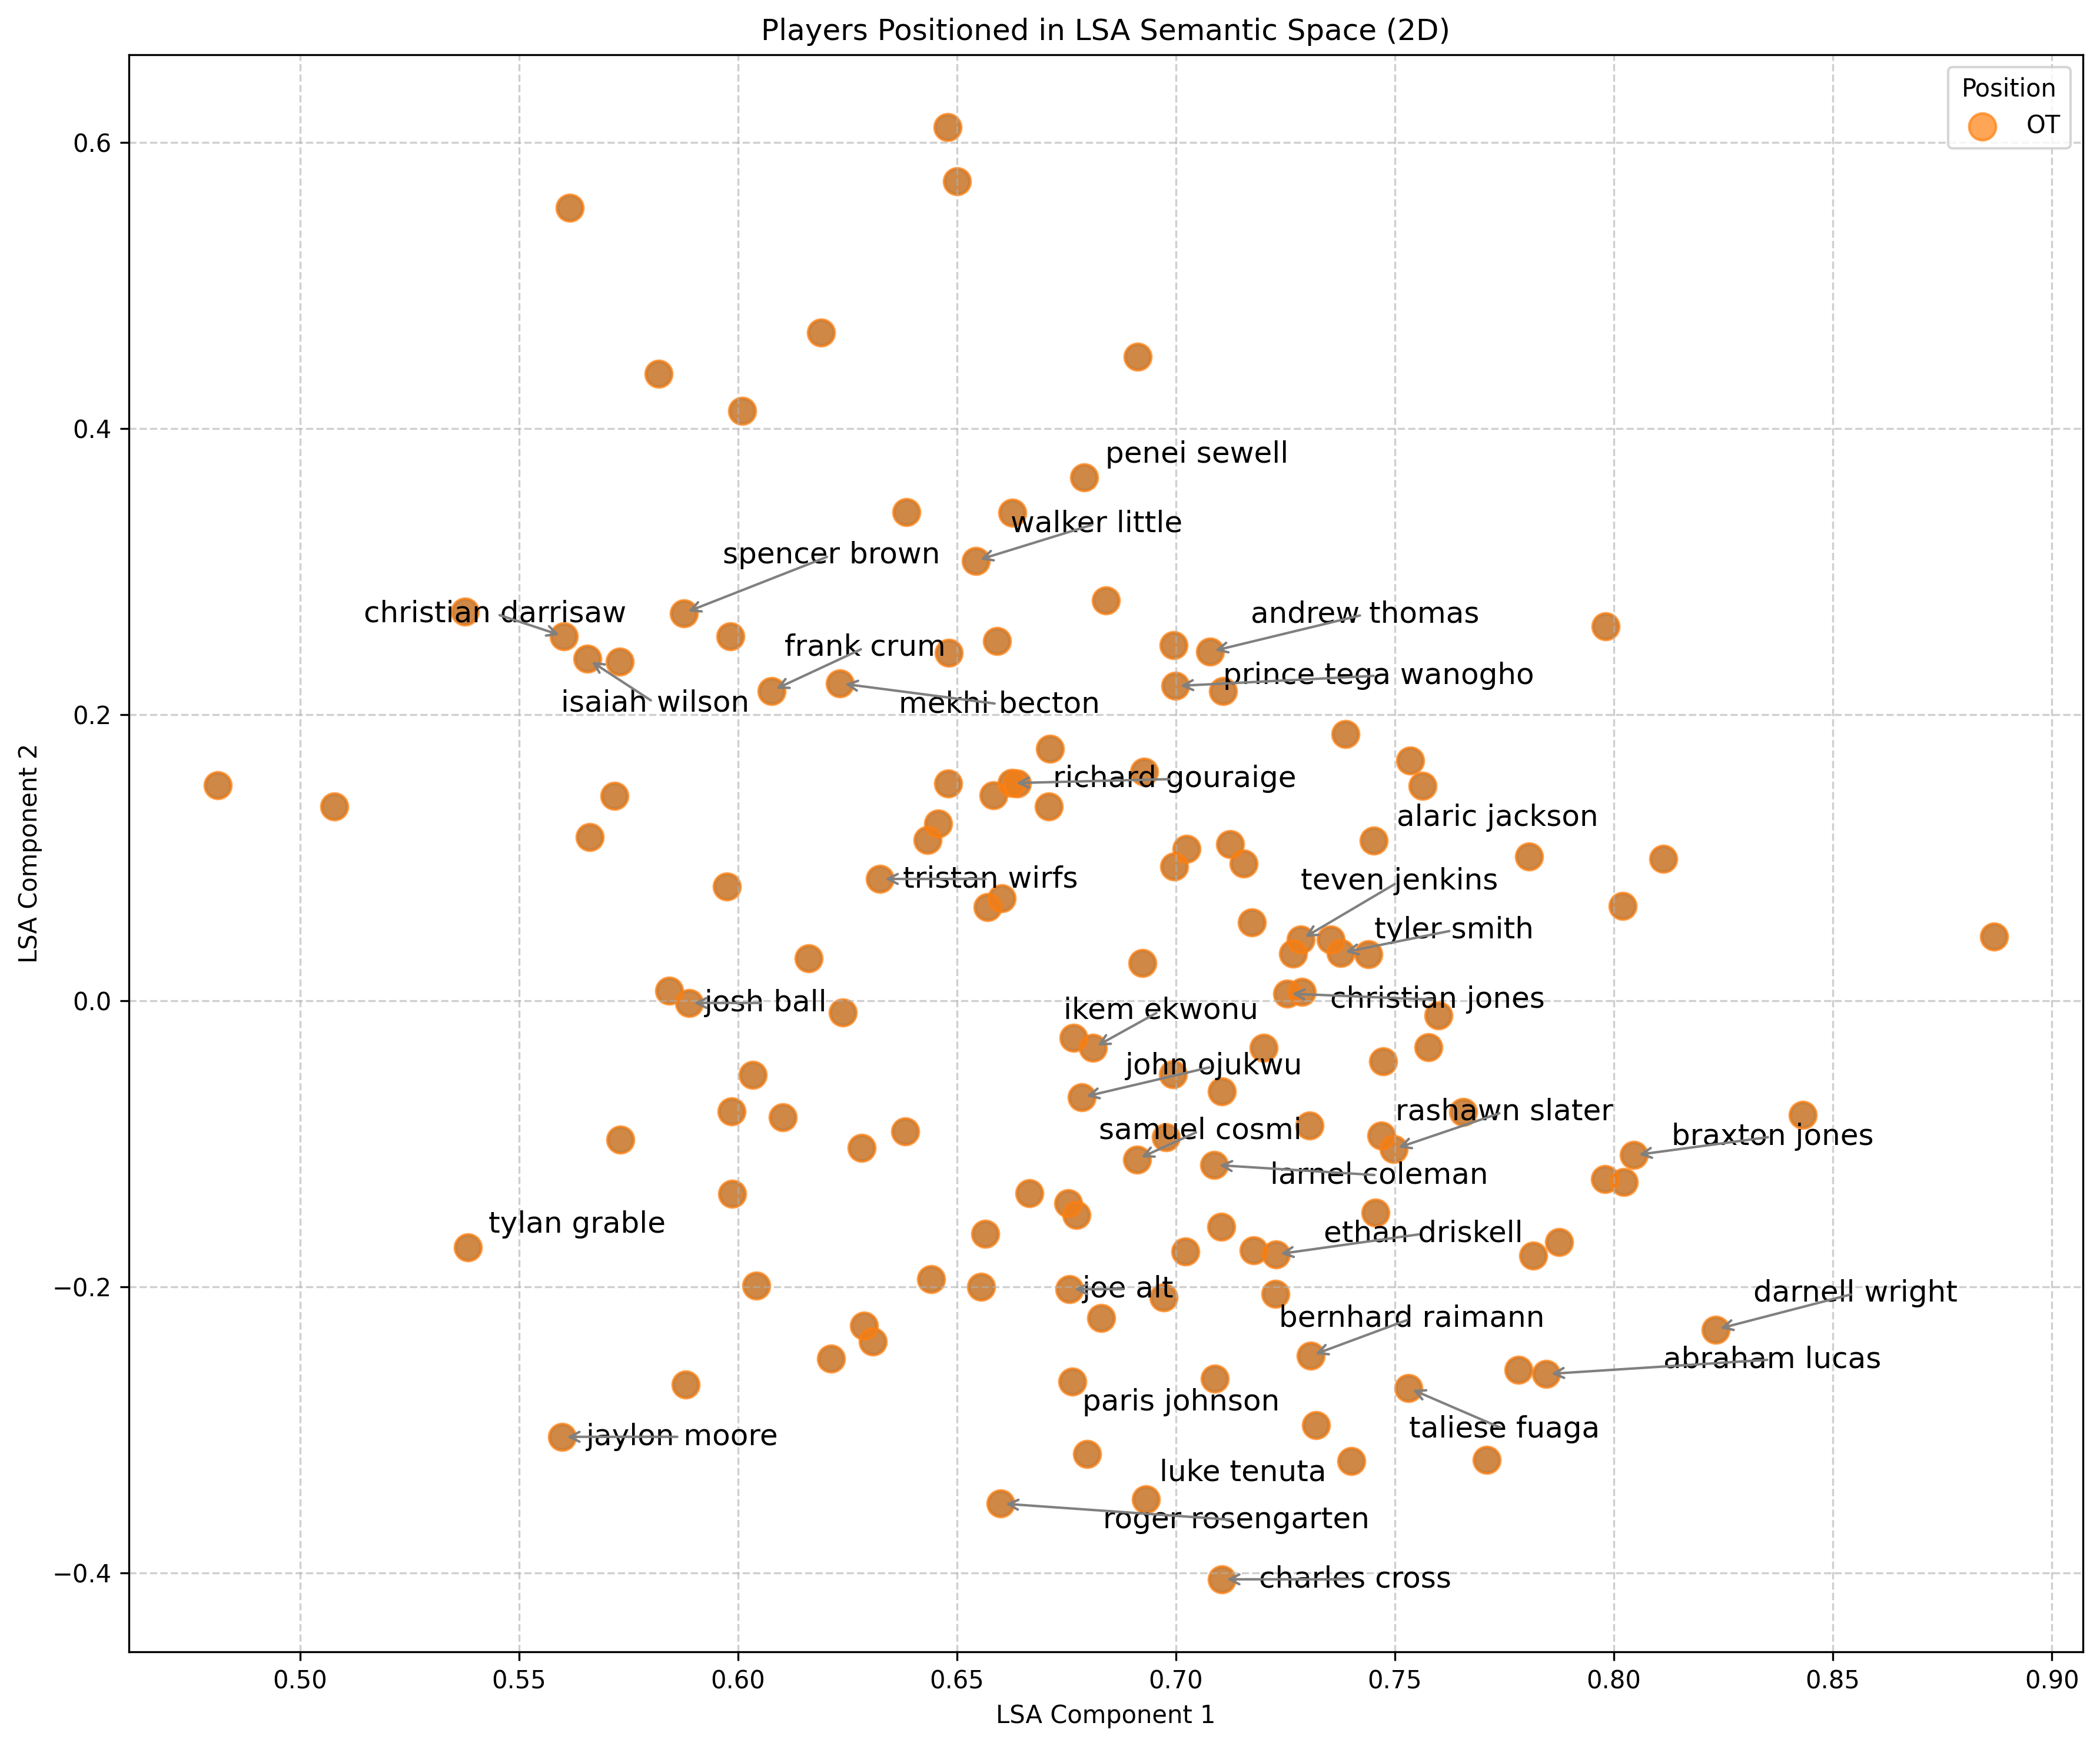 Players Positioned in LSA Semantic Space (2D)
Position
OT
0.6
0.4
0.2
0.0
−0.2
−0.4
LSA Component 2
penei sewell
walker little
spencer brown
christian darrisaw
andrew thomas
frank crum
prince tega wanogho
isaiah wilson
mekhi becton
richard gouraige
alaric jackson
tristan wirfs
teven jenkins
tyler smith
josh ball
christian jones
ikem ekwonu
john ojukwu
rashawn slater
samuel cosmi
braxton jones
larnel coleman
tylan grable
ethan driskell
joe alt
darnell wright
bernhard raimann
abraham lucas
paris johnson
taliese fuaga
jaylon moore
luke tenuta
roger rosengarten
charles cross
0.50 0.55 0.60 0.65 0.70 0.75 0.80 0.85 0.90
LSA Component 1